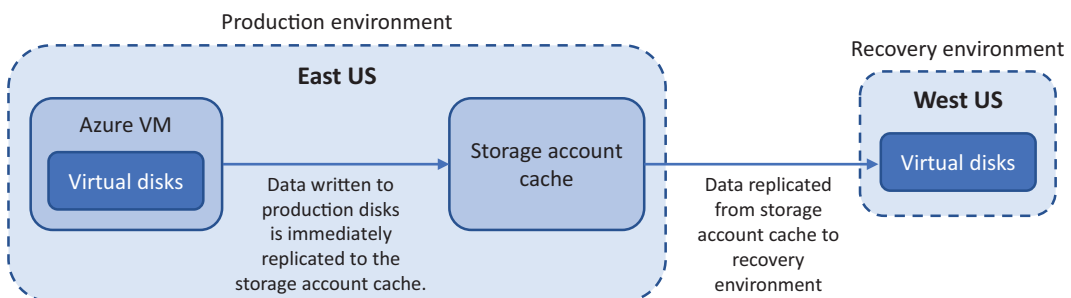 Production environment
East US
Azure VM
Virtual disks
Data written to
production disks
is immediately
replicated to the
storage account cache.
Storage account
cache
Data replicated
from storage
account cache to
recovery
environment
Recovery environment
West US
Virtual disks